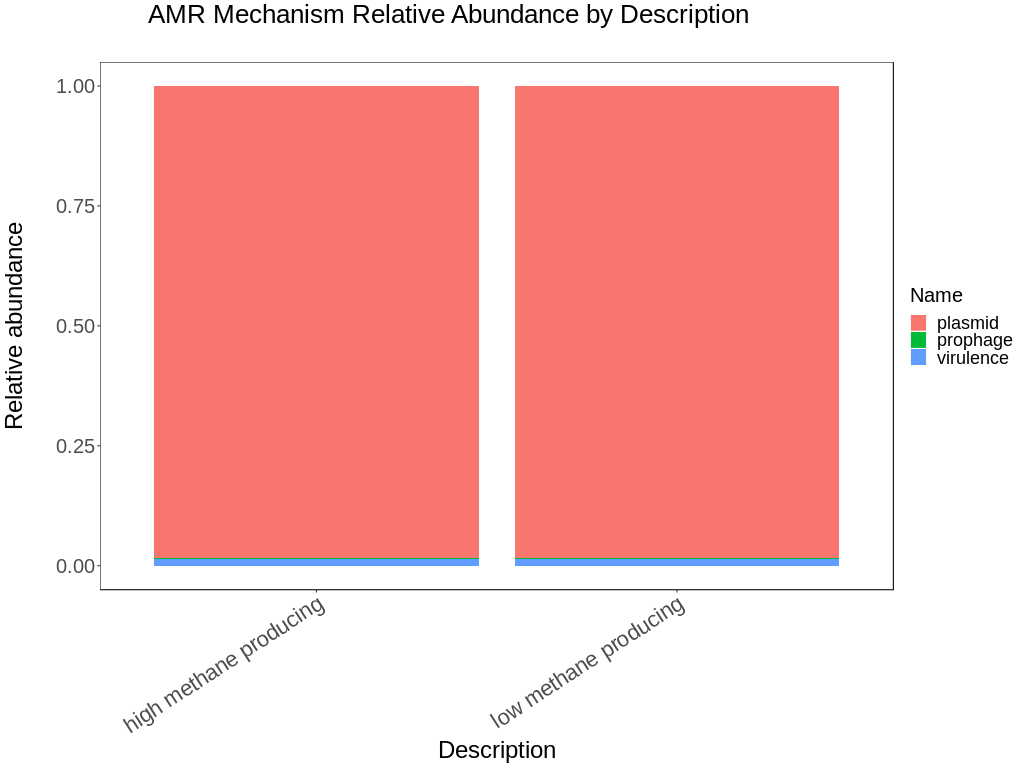 AMR Mechanism Relative Abundance by Description
Relative abundance
1.00
0.75
0.50
0.25
0.00
high methane producing
low methane producing
Description
Name
plasmid
prophage
virulence